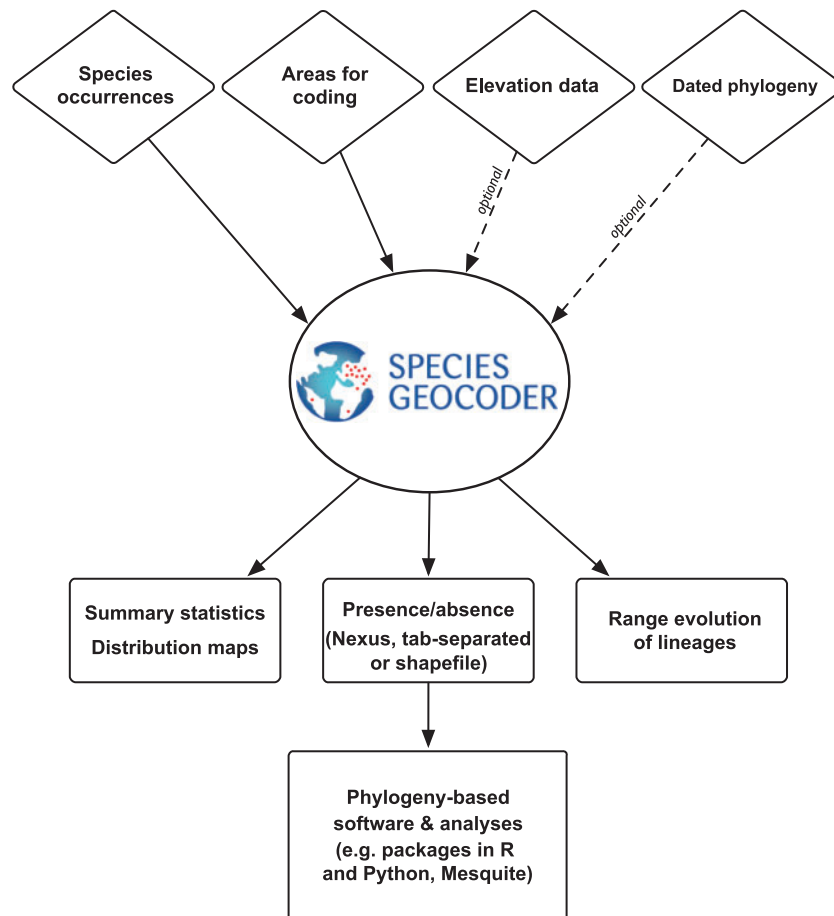 Species
occurrences
Areas for
coding
Elevation data
Dated phylogeny
optional
optional
SPECIES
GEOCODER
Summary statistics
Distribution maps
Presence/absence
(Nexus, tab-separated
or shapefile)
Range evolution
of lineages
Phylogeny-based
software & analyses
(e.g. packages in R
and Python, Mesquite)